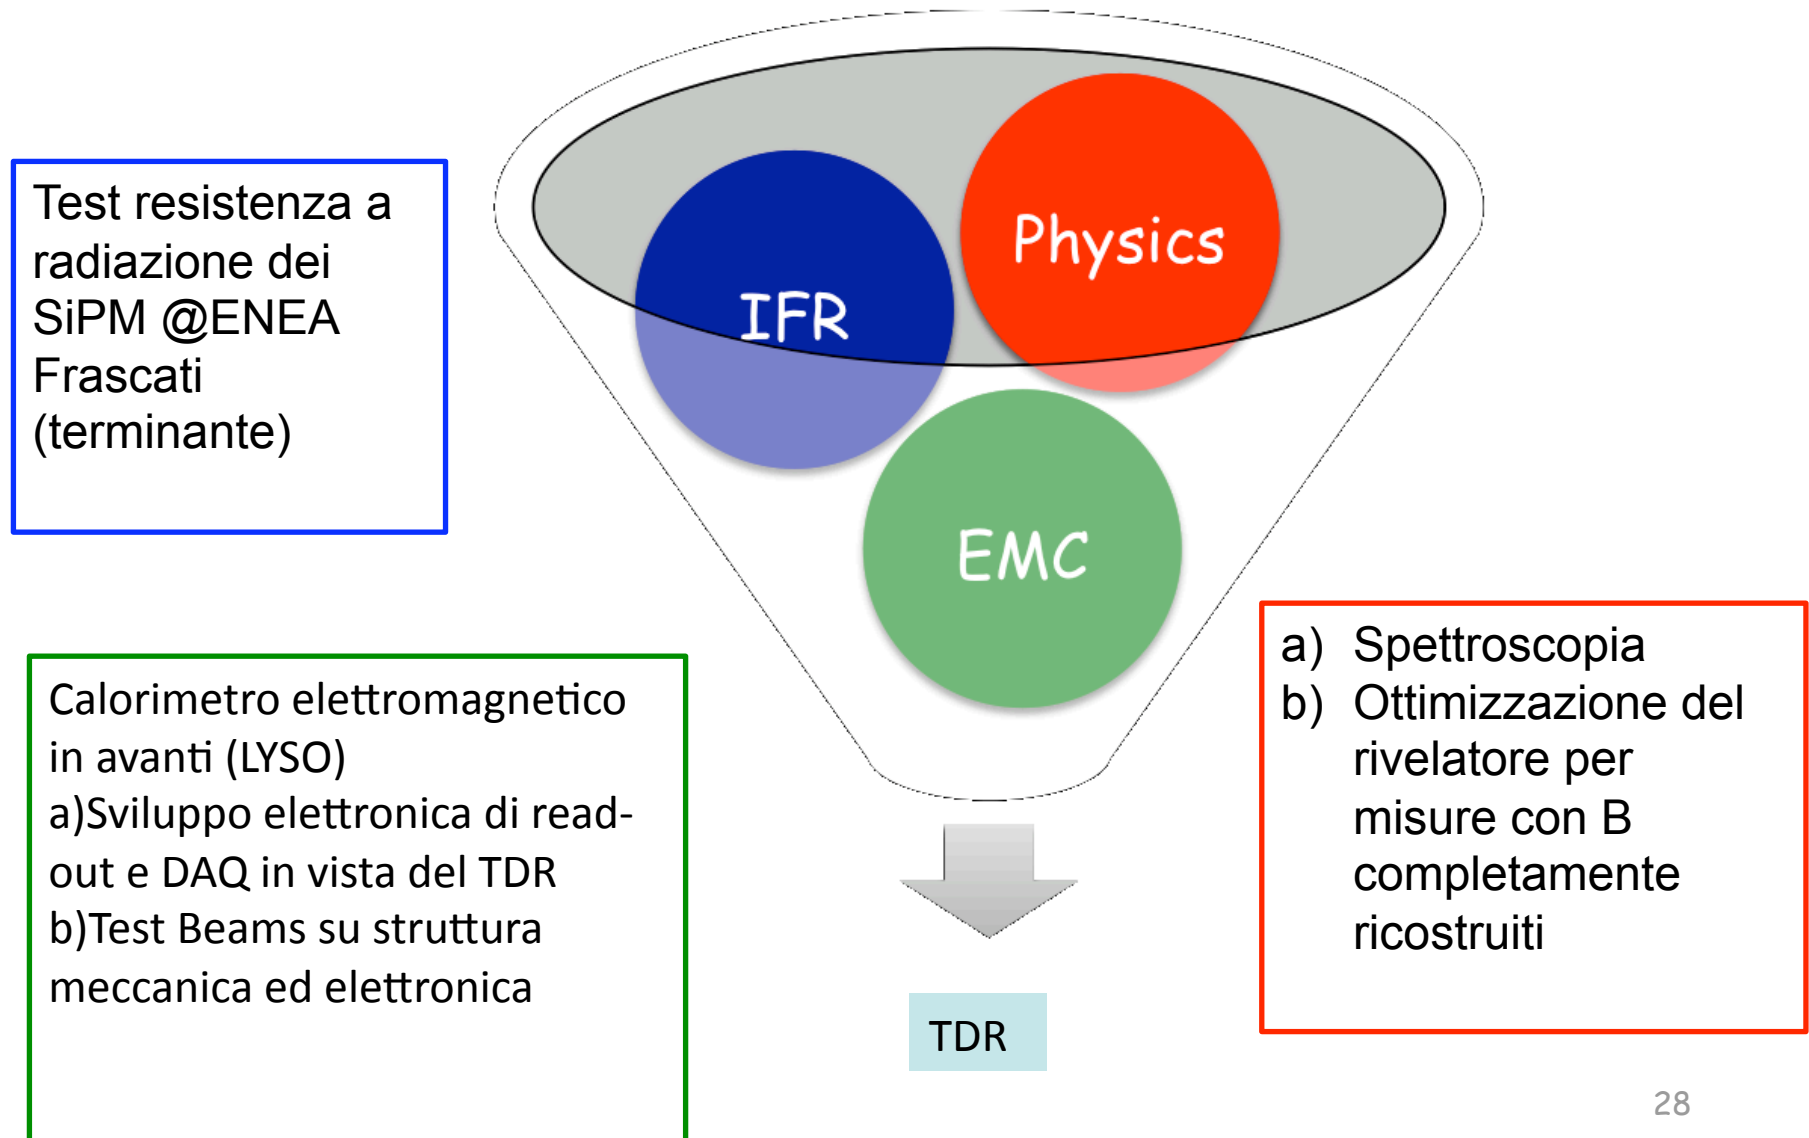 Test resistenza a
radiazione dei
SiPM @ENEA
Frascati
(terminante)
IFR
Physics
EMC
Calorimetro elettromagnetico
in avanti (LYSO)
a)Sviluppo elettronica di read-
out e DAQ in vista del TDR
b)Test Beams su struttura
meccanica ed elettronica
a) Spettroscopia
b) Ottimizzazione del
rivelatore per
misure con B
completamente
ricostruiti
TDR
28